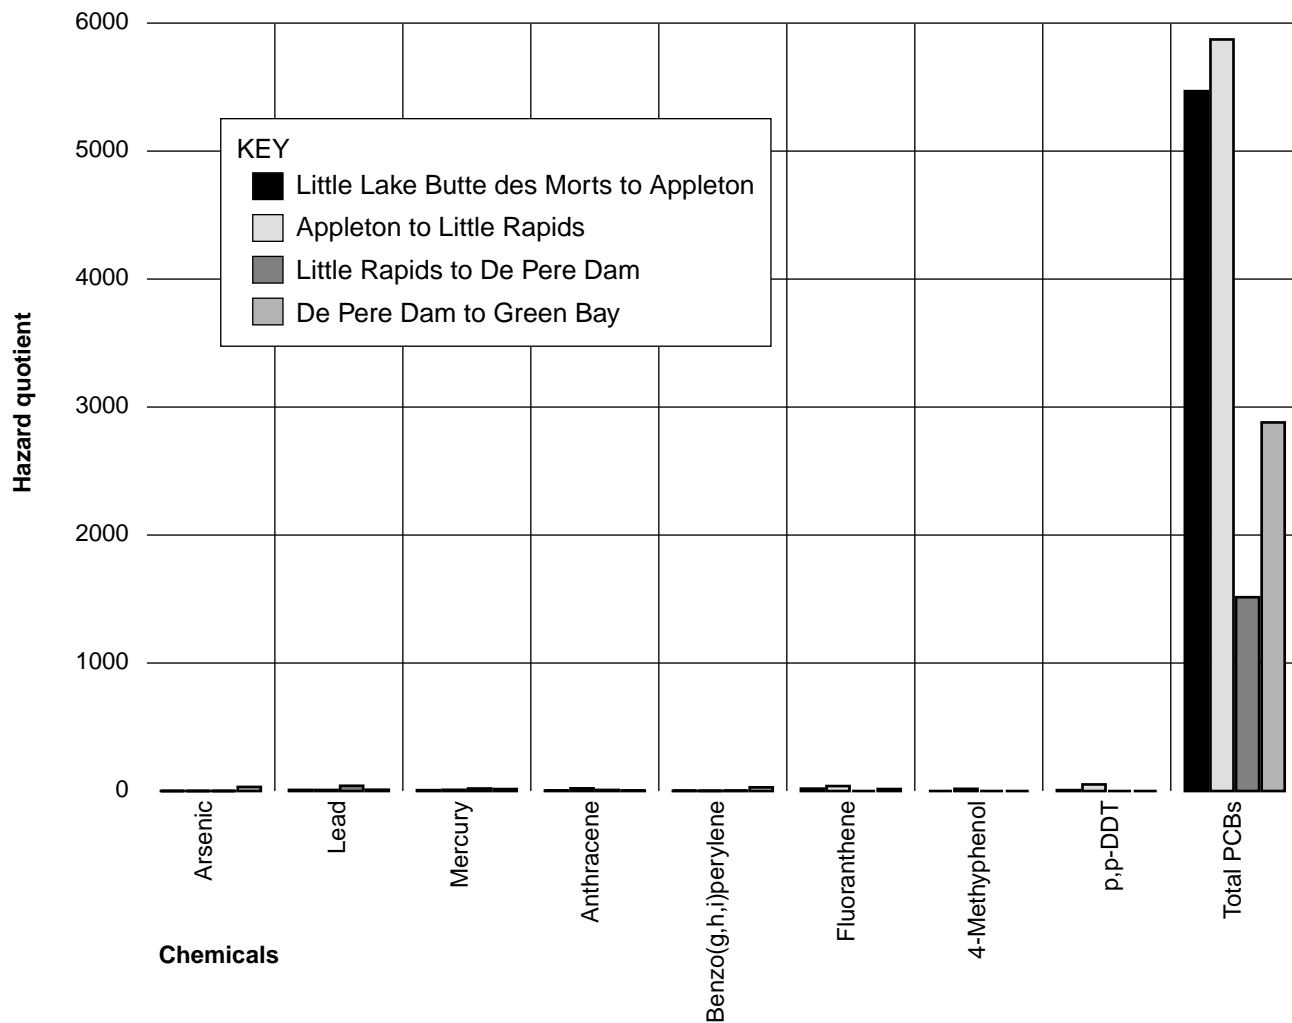 6000
5000
4000
3000
2000
1000
0
Hazard quotient
KEY
Little Lake Butte des Morts to Appleton
Appleton to Little Rapids
Little Rapids to De Pere Dam
De Pere Dam to Green Bay
Arsenic
Lead
Mercury
Anthracene
Benzo(g,h,i)perylene
Fluoranthene
4-Methyphenol
p,p-DDT
Total PCBs
Chemicals